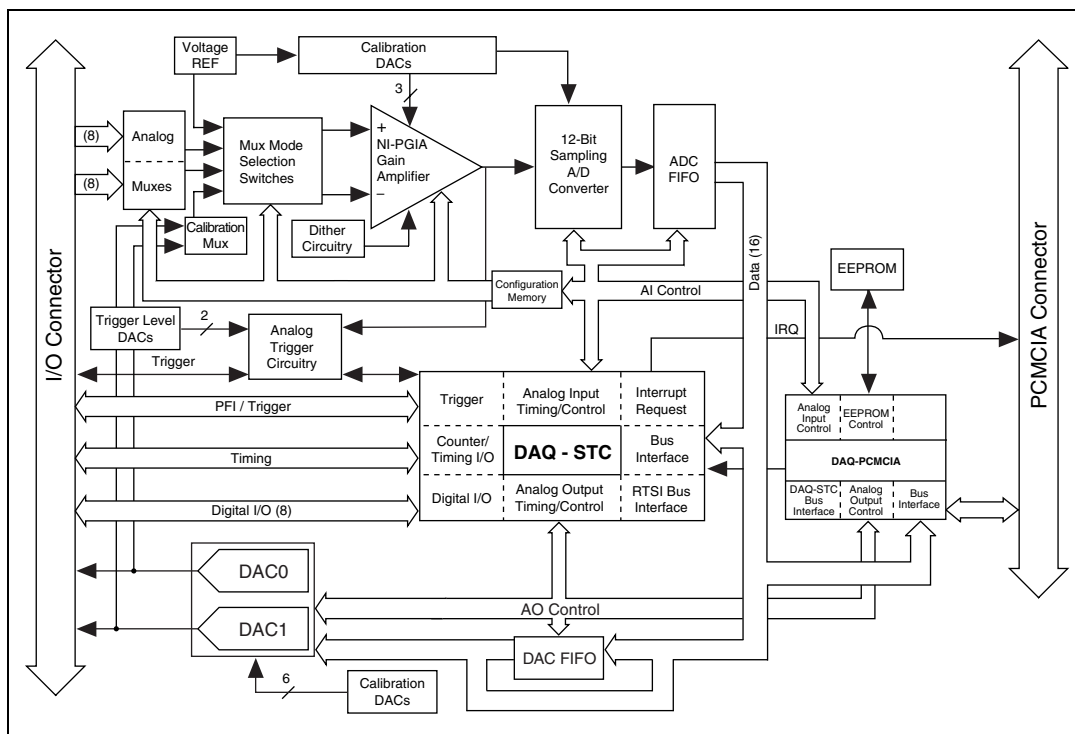 Voltage
REF
Calibration
DACs
3
(8)
(8)
Analog
Muxes
Mux Mode
Selection
Switches
+
NI-PGIA
Gain
Amplifier
–
12-Bit
Sampling
A/D
Converter
ADC
FIFO
Calibration
Mux
Dither
Circuitry
Data (16)
EEPROM
Configuration
Memory
AI Control
IRQ
I/O Connector
PCMCIA Connector
Trigger Level
DACs
2
Analog
Trigger
Circuitry
Trigger
PFI / Trigger
Timing
Digital I/O (8)
Trigger
Analog Input
Timing/Control
Interrupt
Request
Counter/
Timing I/O
DAQ - STC
Bus
Interface
Digital I/O
Analog Output
Timing/Control
RTSI Bus
Interface
Analog
Input
Control
EEPROM
Control
DAQ-PCMCIA
DAQ-STC
Bus
Interface
Analog
Output
Control
Bus
Interface
DAC0
DAC1
AO Control
DAC FIFO
6
Calibration
DACs